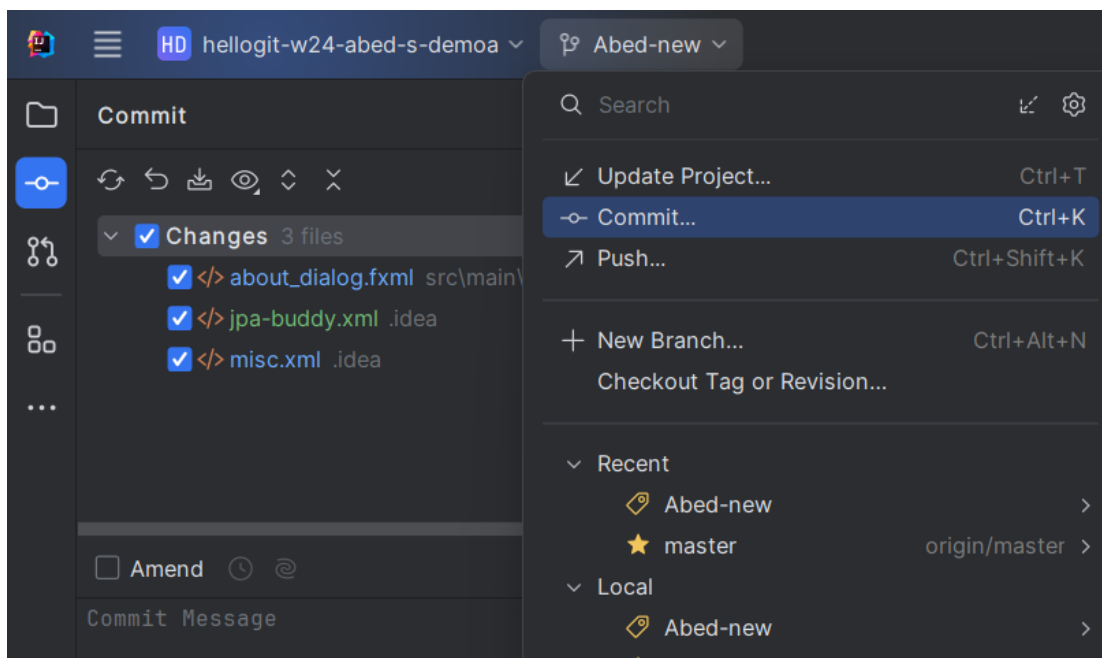 HD hellogit-w24-abed-s-demoa Abed-new
Commit
Changes 3 files
</> about_dialog.fxml src\main\
</> jpa-buddy.xml .idea
</> misc.xml .idea
Amend
Commit Message
Search
Update Project... Ctrl+T
Commit... Ctrl+K
Push... Ctrl+Shift+K
New Branch... Ctrl+Alt+N
Checkout Tag or Revision...
Recent
Abed-new
master origin/master
Local
Abed-new